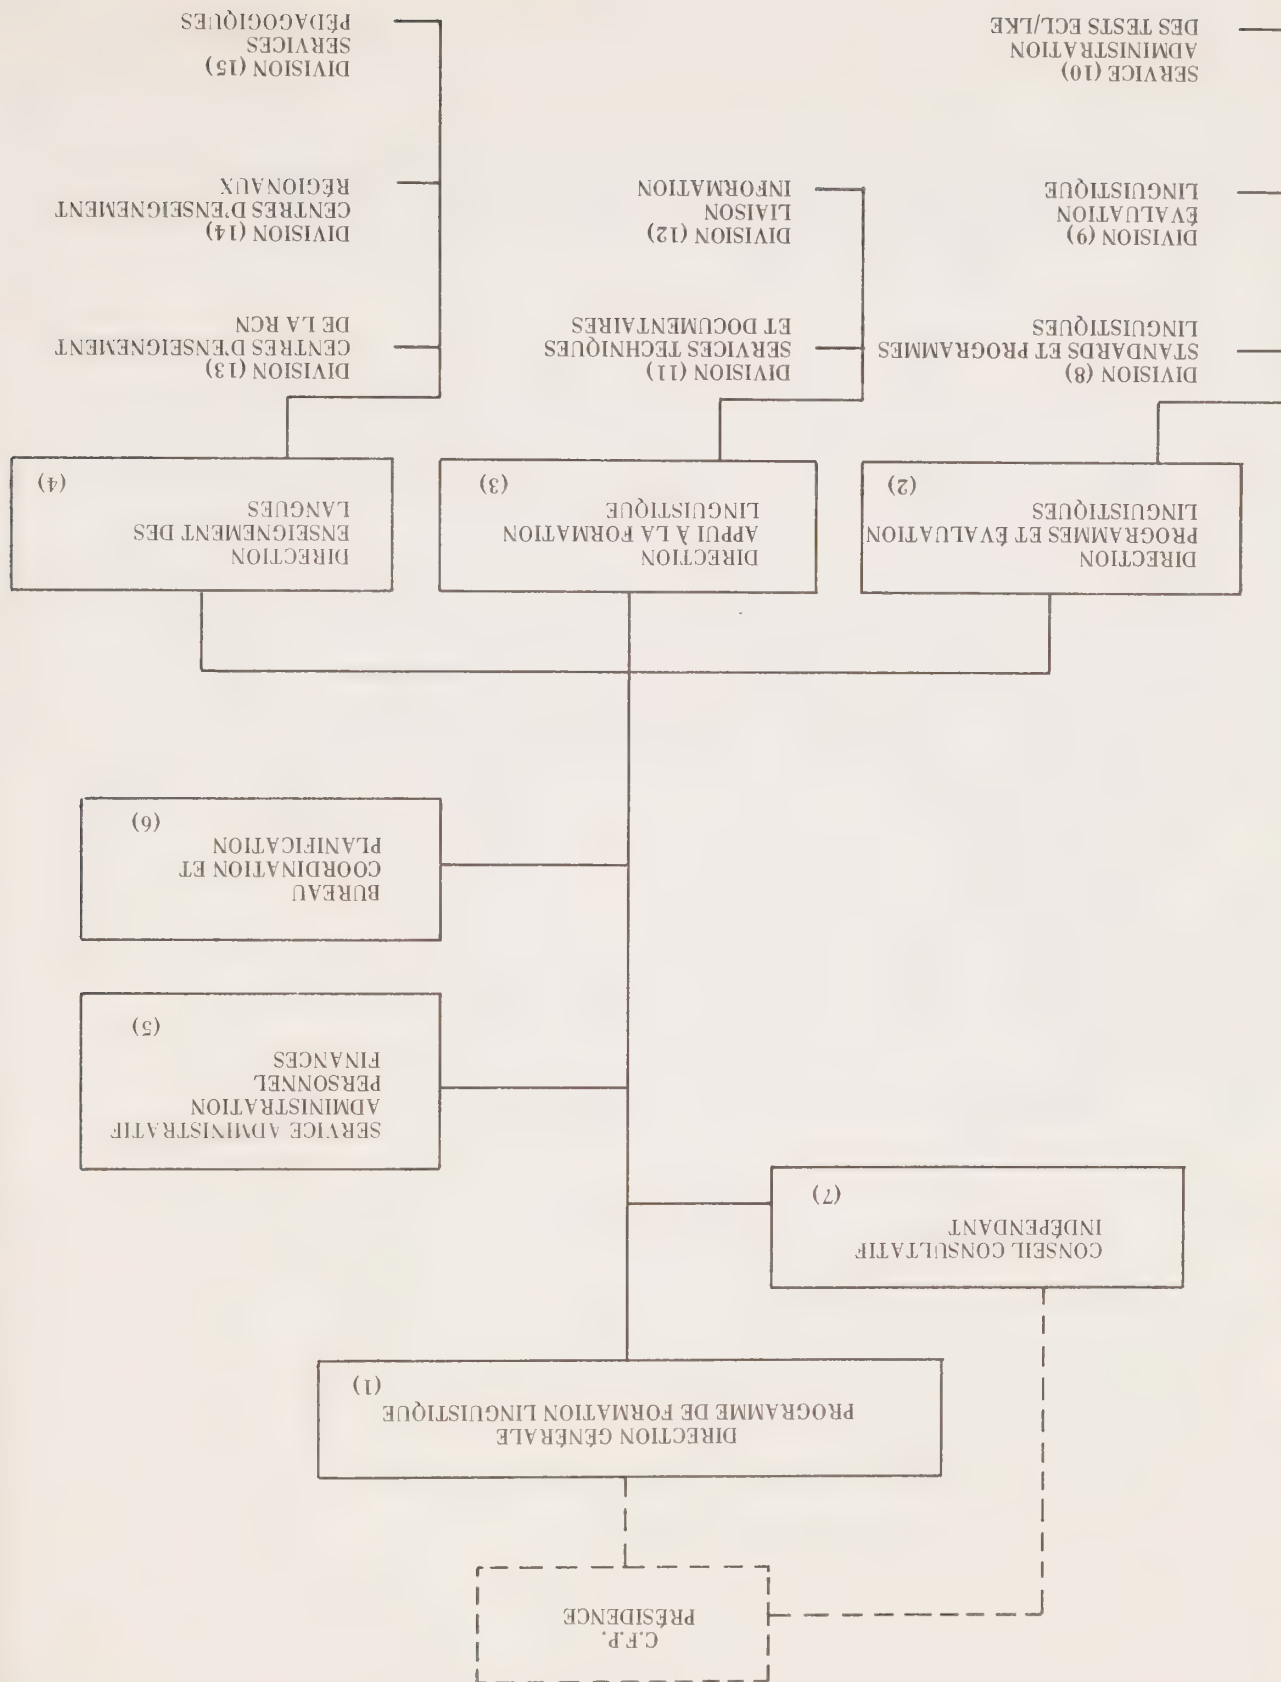 C.F.P.
PRÉSIDENCE
DIRECTION GÉNÉRALE
PROGRAMME DE FORMATION LINGUISTIQUE
(1)
CONSEIL CONSULTATIF
INDÉPENDANT
(7)
SERVICE ADMINISTRATIF
ADMINISTRATION
PERSONNEL
FINANCES
(5)
BUREAU
COORDINATION ET
PLANIFICATION
(6)
DIRECTION
ENSEIGNEMENT DES
LANGUES
(4)
DIRECTION
APPUI À LA FORMATION
LINGUISTIQUE
(3)
DIRECTION
PROGRAMMES ET ÉVALUATION
LINGUISTIQUES
(2)
DIVISION (13)
CENTRES D'ENSEIGNEMENT
DE LA RCN
DIVISION (14)
CENTRES D'ENSEIGNEMENT
RÉGIONAUX
DIVISION (15)
SERVICES
PÉDAGOGIQUES
DIVISION (11)
SERVICES TECHNIQUES
ET DOCUMENTAIRES
DIVISION (12)
LIAISON
INFORMATION
DIVISION (8)
STANDARDS ET PROGRAMMES
LINGUISTIQUES
DIVISION (9)
ÉVALUATION
LINGUISTIQUE
SERVICE (10)
ADMINISTRATION
DES TESTS ECL/LKE